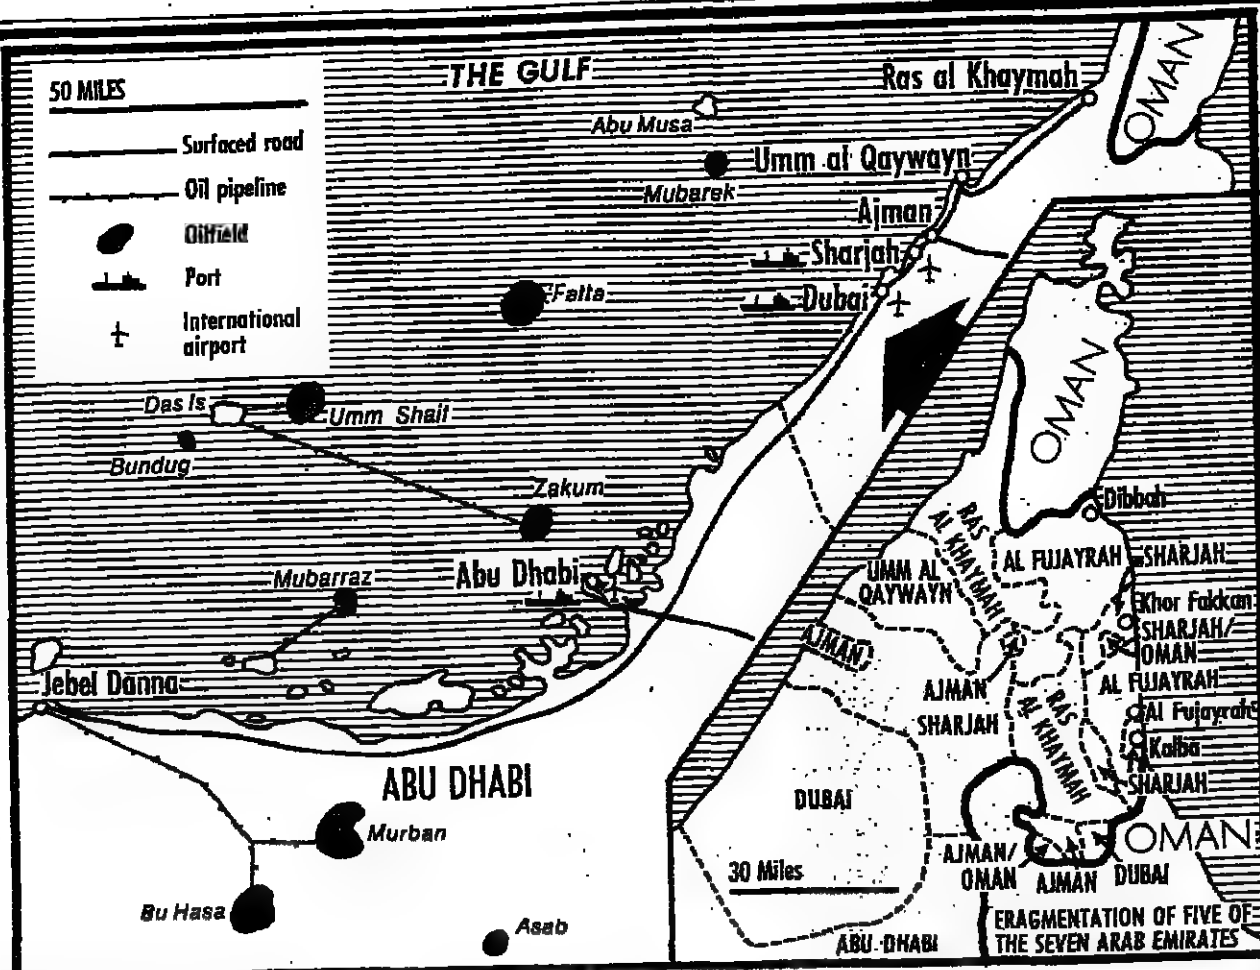 50 MILES
Surfaced road
Oil pipeline
Oilfield
Port
International
airport
THE GULF
Abu Musa
Mubarek
Ras al Khaymah
Umm al Qaywayn
Ajman
Sharjah
Dubai
OMAN
Fatta
Das Is
Umm Shaif
Bundug
Zakum
Abu Dhabi
Mubarraz
Jebel Danna
ABU DHABI
Murban
Bu Hasa
Asab
OMAN
Dibbah
RAS
AL KHAYMAH
AL FUJAYRAH
SHARJAH
UMM AL
QAYWAYN
Khor Fakkan
SHARJAH/
OMAN
AJMAN
AL FUJAYRAH
AJMAN
SHARJAH
RAS
AL KHAYMAH
Al Fujayrah
Kalba
SHARJAH
DUBAI
OMAN
AJMAN/
OMAN
AJMAN
DUBAI
30 Miles
ABU DHABI
ERAGMENTATION OF FIVE OF
THE SEVEN ARAB EMIRATES